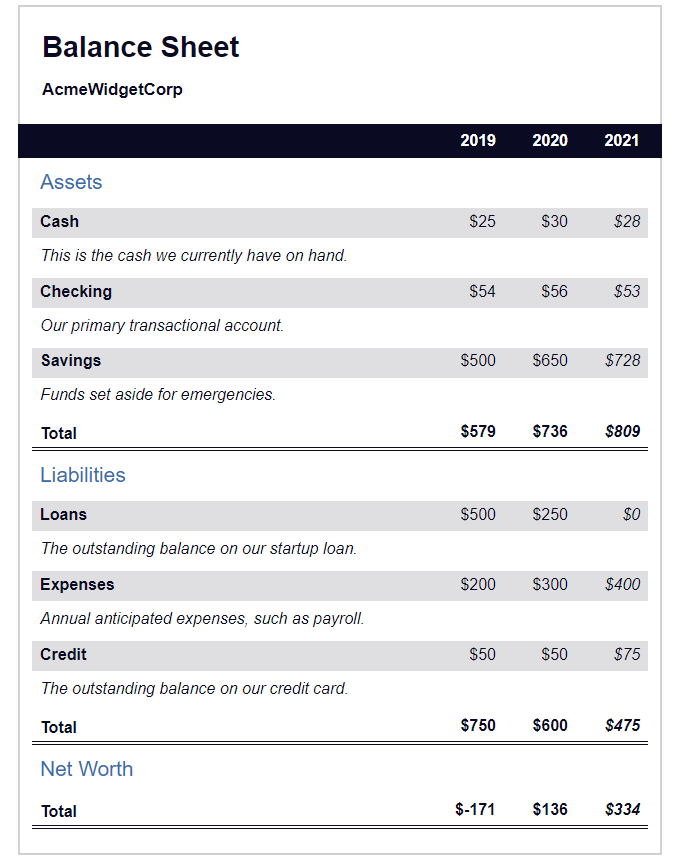 Balance Sheet
AcmeWidgetCorp
2019 2020 2021
Assets
Cash $25 $30 $28
This is the cash we currently have on hand.
Checking $54 $56 $53
Our primary transactional account.
Savings $500 $650 $728
Funds set aside for emergencies.
Total $579 $736 $809
Liabilities
Loans $500 $250 $0
The outstanding balance on our startup loan.
Expenses $200 $300 $400
Annual anticipated expenses, such as payroll.
Credit $50 $50 $75
The outstanding balance on our credit card.
Total $750 $600 $475
Net Worth
Total $-171 $136 $334